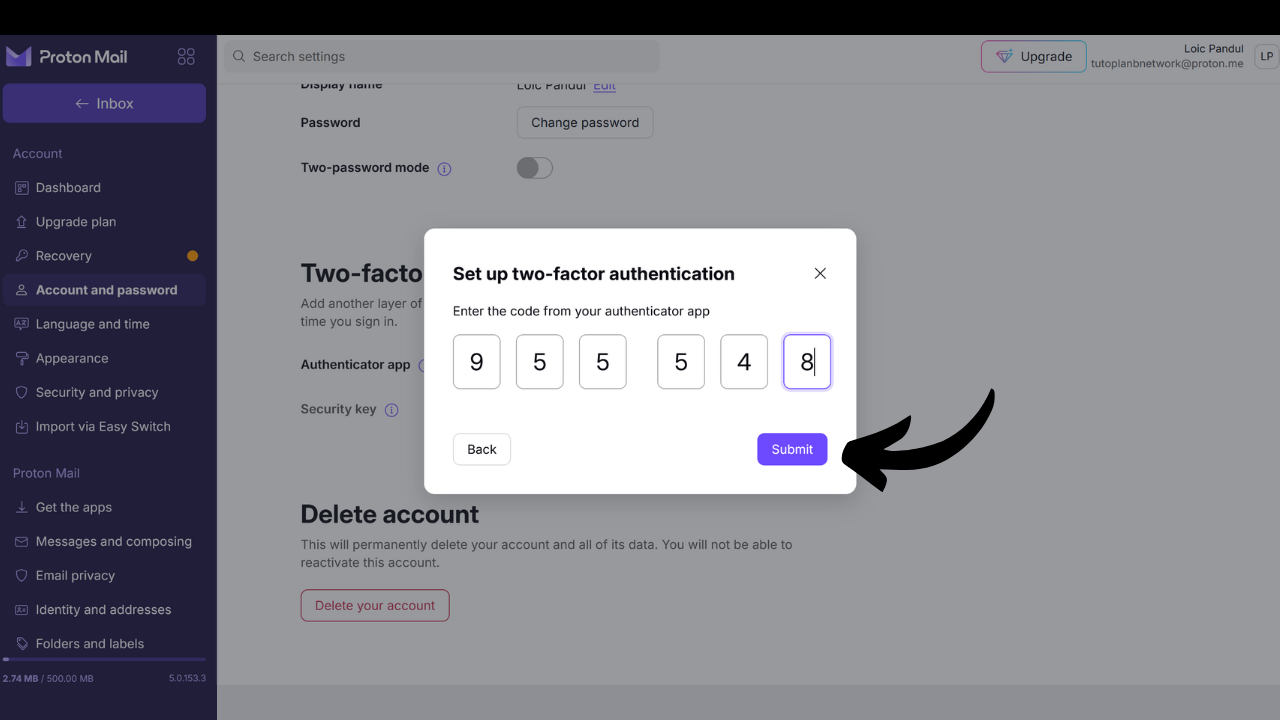 Proton Mail
Inbox
Account
Dashboard
Upgrade plan
Recovery
Account and password
Language and time
Appearance
Security and privacy
Import via Easy Switch
Proton Mail
Get the apps
Messages and composing
Email privacy
Identity and addresses
Folders and labels
2.74 MB / 500.00 MB
5.0.153.3
Search settings
Upgrade
Loic Pandul
tutoplanbnetwork@proton.me
LP
Display name
Loic Pandul Edit
Password
Change password
Two-password mode
Two-facto
Add another layer of
time you sign in.
Authenticator app
Security key
Set up two-factor authentication
Enter the code from your authenticator app
9 5 5 5 4 8
Back
Submit
Delete account
This will permanently delete your account and all of its data. You will not be able to
reactivate this account.
Delete your account